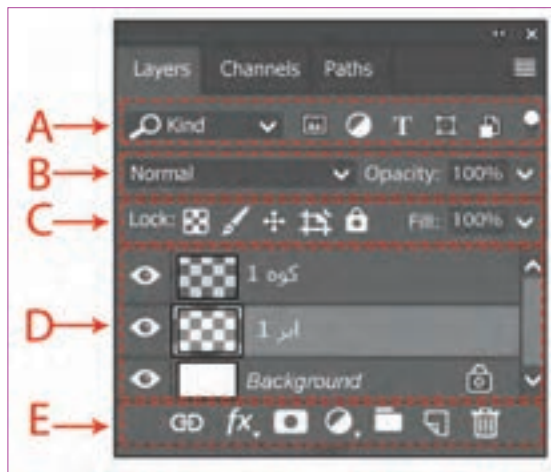 Layers Channels Paths
A Kind T
B Normal Opacity: 100%
C Lock: Fill: 100%
کوه 1
D ابر 1
Background
E fx